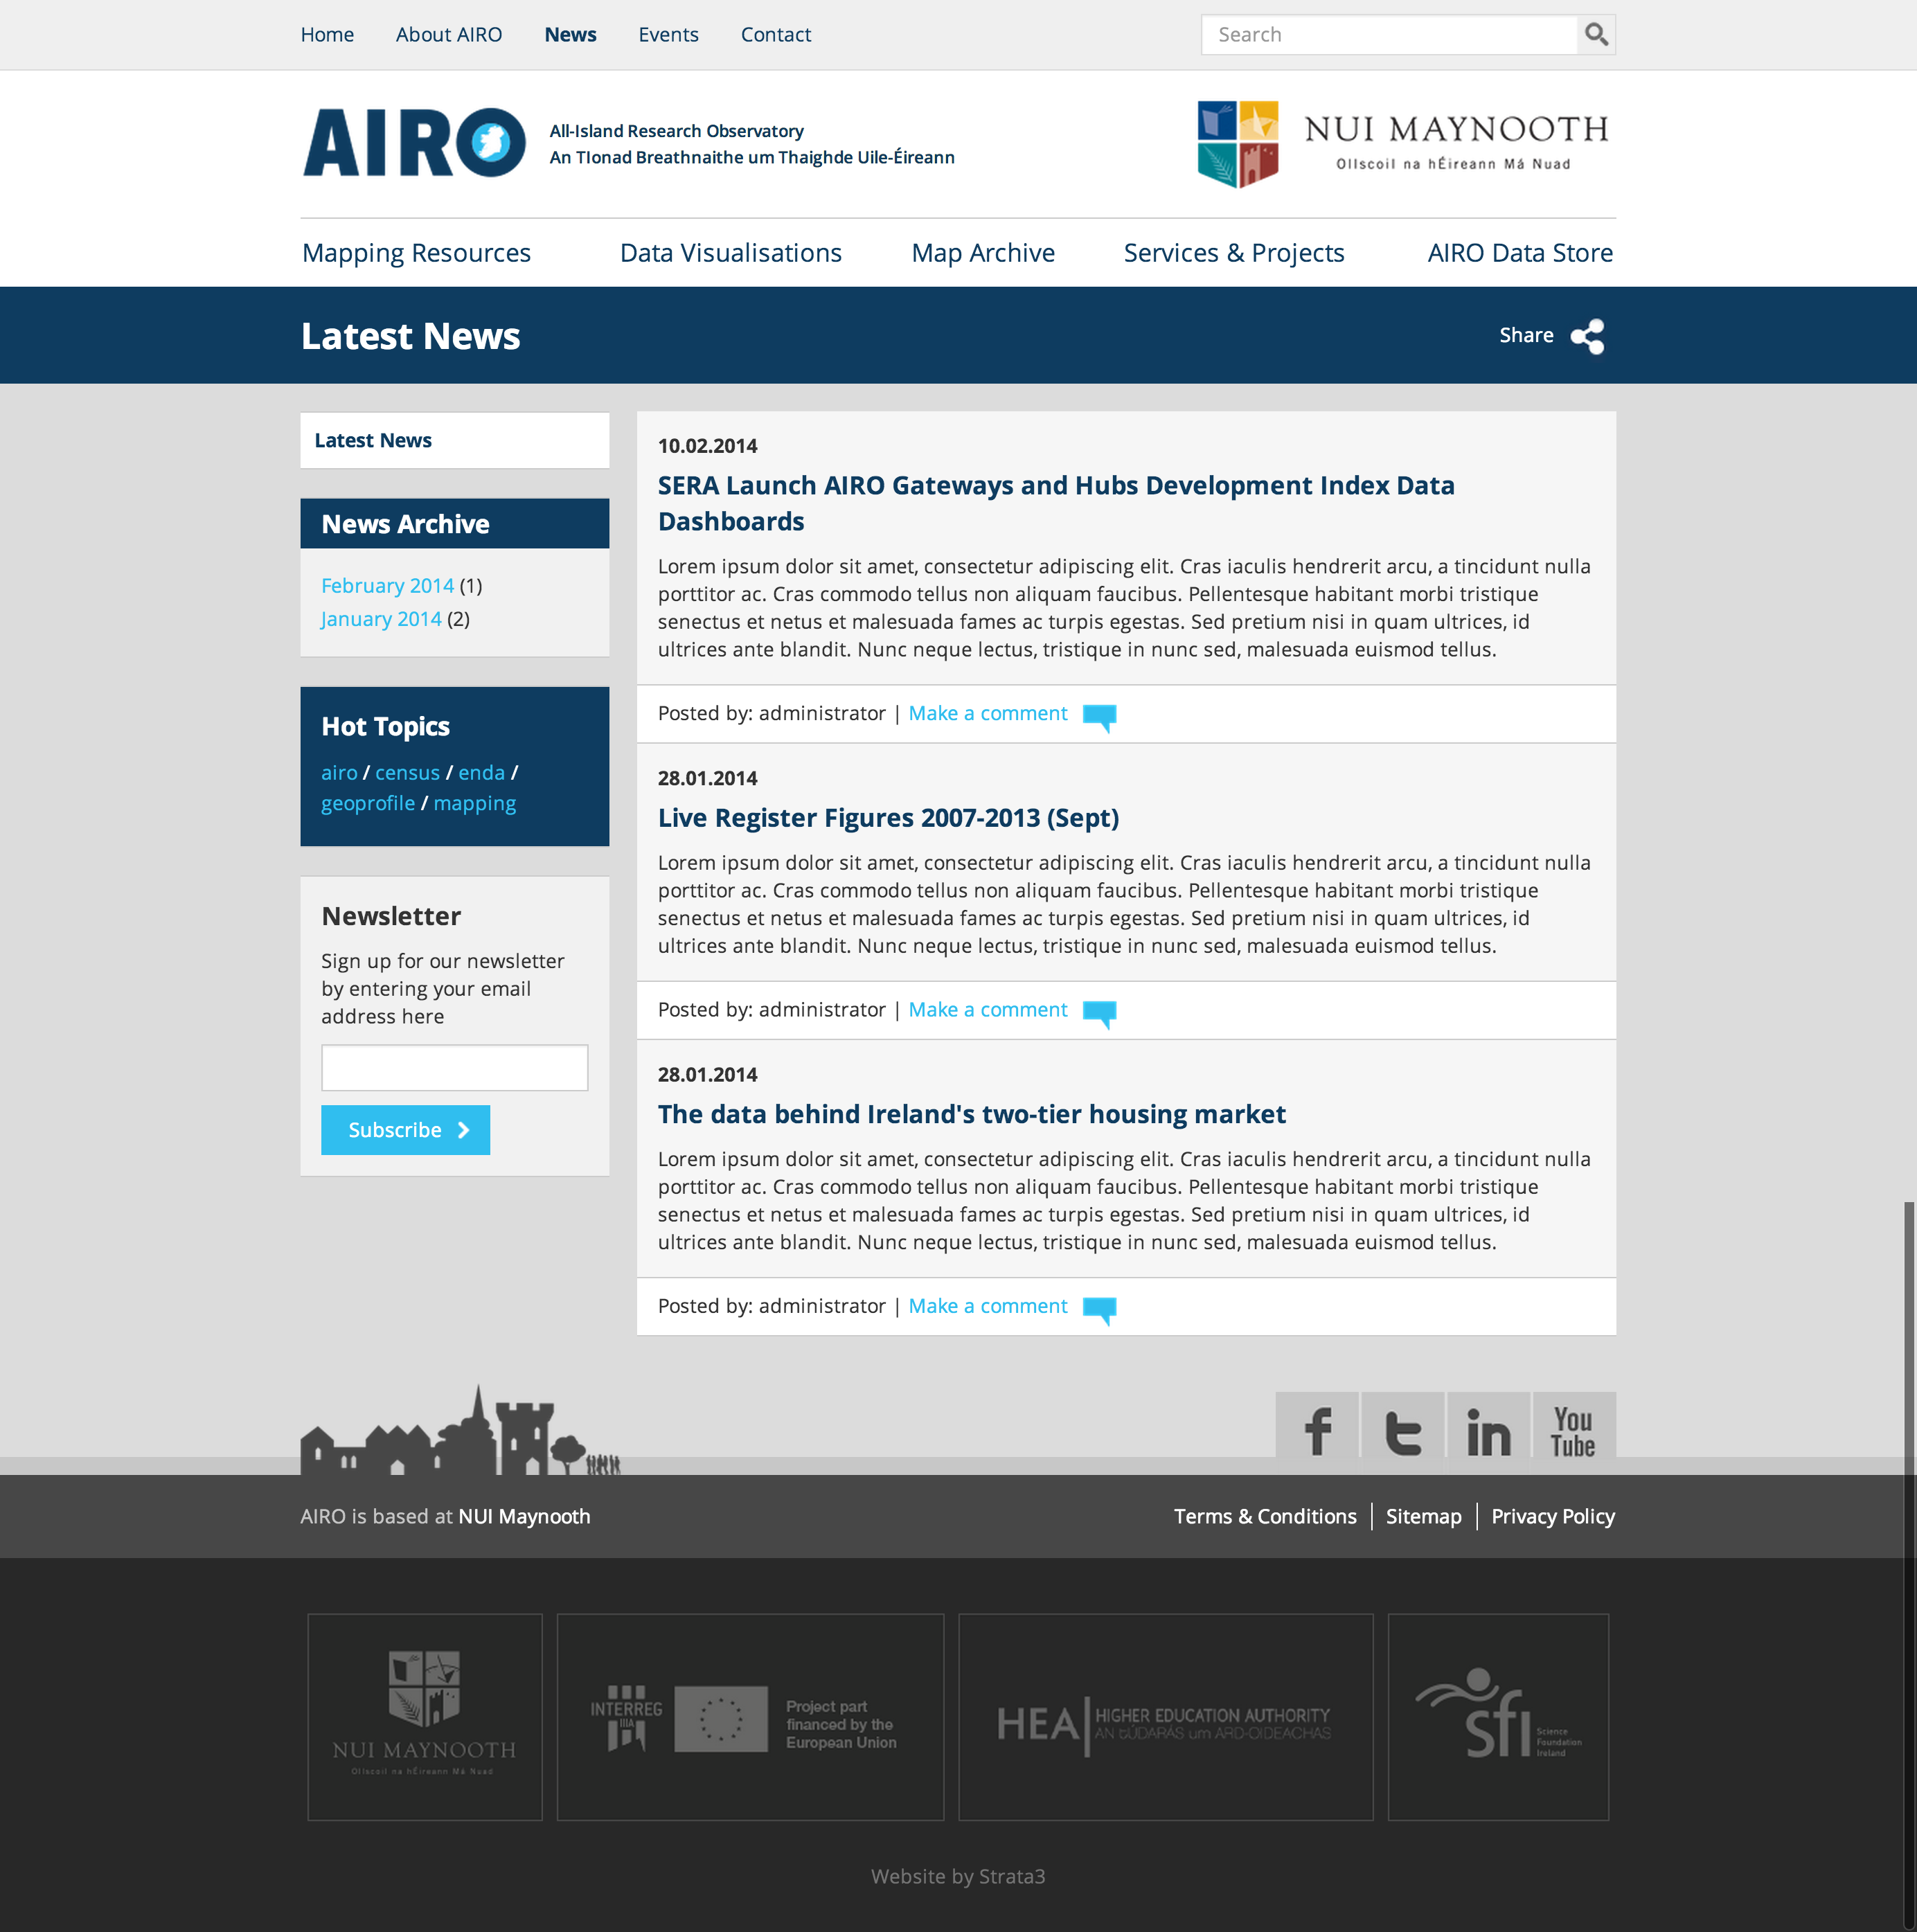 Home About AIRO News Events Contact Search
AIRO
All-Island Research Observatory
An TIonad Breathnaithe um Thaighde Uile-Éireann
NUI MAYNOOTH
Ollscoil na hÉireann Má Nuad
Mapping Resources Data Visualisations Map Archive Services & Projects AIRO Data Store
Latest News
Share
Latest News
News Archive
February 2014 (1)
January 2014 (2)
Hot Topics
airo / census / enda /
geoprofile / mapping
Newsletter
Sign up for our newsletter
by entering your email
address here
Subscribe
10.02.2014
SERA Launch AIRO Gateways and Hubs Development Index Data
Dashboards
Lorem ipsum dolor sit amet, consectetur adipiscing elit. Cras iaculis hendrerit arcu, a tincidunt nulla
porttitor ac. Cras commodo tellus non aliquam faucibus. Pellentesque habitant morbi tristique
senectus et netus et malesuada fames ac turpis egestas. Sed pretium nisi in quam ultrices, id
ultrices ante blandit. Nunc neque lectus, tristique in nunc sed, malesuada euismod tellus.
Posted by: administrator | Make a comment
28.01.2014
Live Register Figures 2007-2013 (Sept)
Lorem ipsum dolor sit amet, consectetur adipiscing elit. Cras iaculis hendrerit arcu, a tincidunt nulla
porttitor ac. Cras commodo tellus non aliquam faucibus. Pellentesque habitant morbi tristique
senectus et netus et malesuada fames ac turpis egestas. Sed pretium nisi in quam ultrices, id
ultrices ante blandit. Nunc neque lectus, tristique in nunc sed, malesuada euismod tellus.
Posted by: administrator | Make a comment
28.01.2014
The data behind Ireland's two-tier housing market
Lorem ipsum dolor sit amet, consectetur adipiscing elit. Cras iaculis hendrerit arcu, a tincidunt nulla
porttitor ac. Cras commodo tellus non aliquam faucibus. Pellentesque habitant morbi tristique
senectus et netus et malesuada fames ac turpis egestas. Sed pretium nisi in quam ultrices, id
ultrices ante blandit. Nunc neque lectus, tristique in nunc sed, malesuada euismod tellus.
Posted by: administrator | Make a comment
f t in You
Tube
AIRO is based at NUI Maynooth
Terms & Conditions | Sitemap | Privacy Policy
NUI MAYNOOTH
Ollscoil na hÉireann Má Nuad
INTERREG
IIIA
Project part
financed by the
European Union
HEA
HIGHER EDUCATION AUTHORITY
AN tÚDARÁS um ARD-OIDEACHAS
sfi
Science
Foundation
Ireland
Website by Strata3